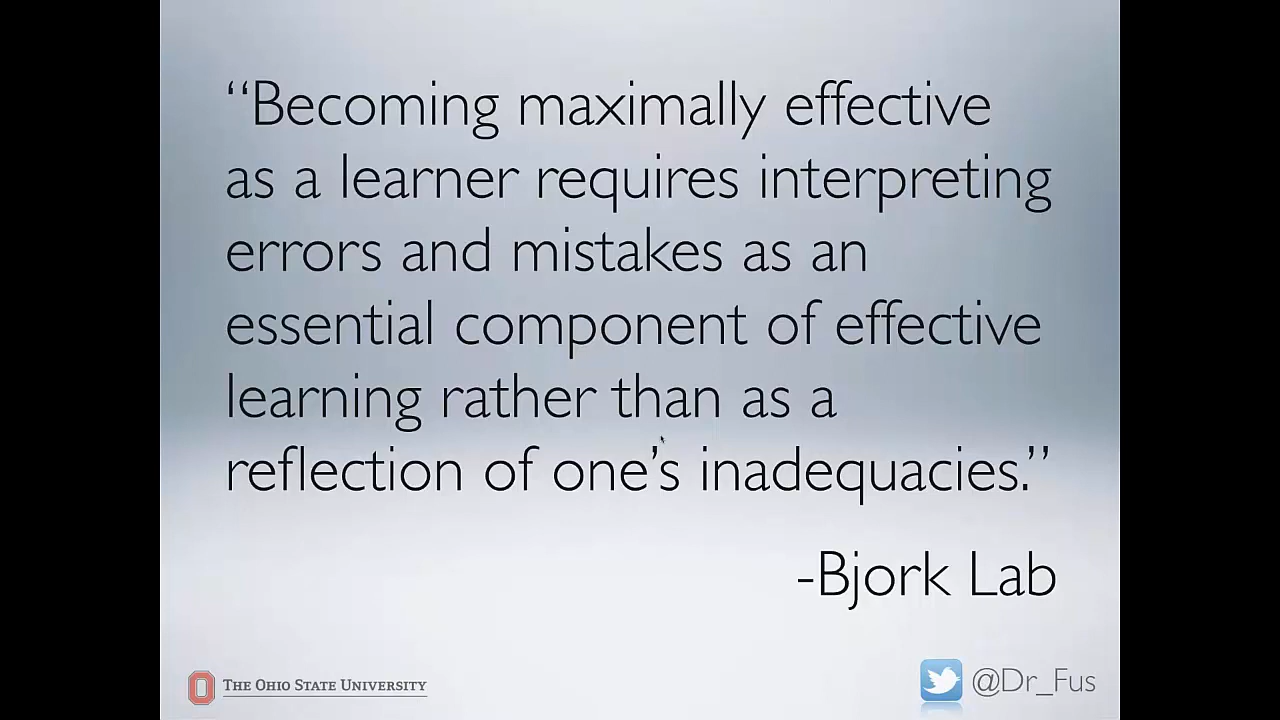 “Becoming maximally effective
as a learner requires interpreting
errors and mistakes as an
essential component of effective
learning rather than as a
reflection of one’s inadequacies.”
-Bjork Lab
THE OHIO STATE UNIVERSITY
@Dr_Fus